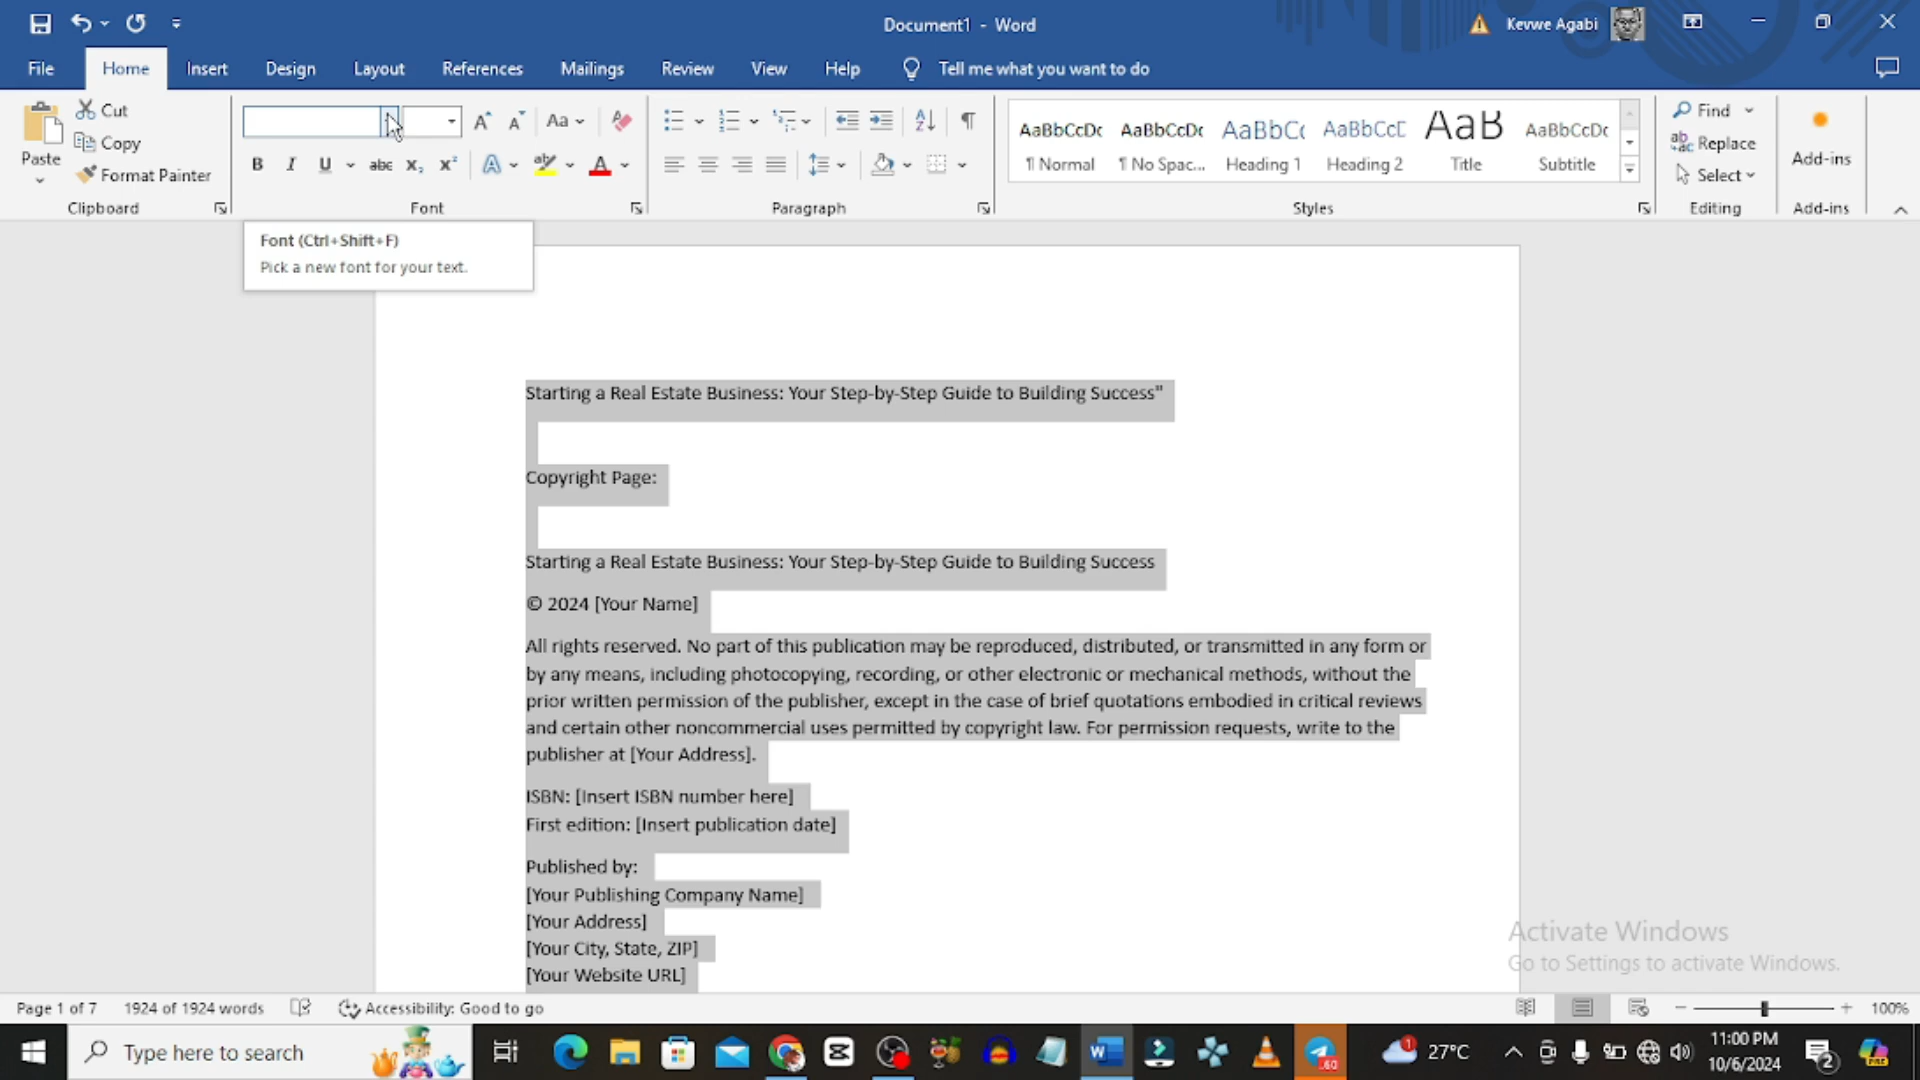 Document1 - Word
Kevwe Agabi
File
Home
Insert
Design
Layout
References
Mailings
Review
View
Help
Tell me what you want to do
Paste
Cut
Copy
Format Painter
Clipboard
Aa
B I U abc x₂ x² A A
Font
Paragraph
AaBbCcDc
¶ Normal
AaBbCcDc
¶ No Spac...
AaBbCc
Heading 1
AaBbCcC
Heading 2
AaB
Title
AaBbCcDc
Subtitle
Styles
Find
Replace
Select
Editing
Add-ins
Add-ins
Font (Ctrl+Shift+F)
Pick a new font for your text.
Starting a Real Estate Business: Your Step-by-Step Guide to Building Success"
Copyright Page:
Starting a Real Estate Business: Your Step-by-Step Guide to Building Success
© 2024 [Your Name]
All rights reserved. No part of this publication may be reproduced, distributed, or transmitted in any form or
by any means, including photocopying, recording, or other electronic or mechanical methods, without the
prior written permission of the publisher, except in the case of brief quotations embodied in critical reviews
and certain other noncommercial uses permitted by copyright law. For permission requests, write to the
publisher at [Your Address].
ISBN: [Insert ISBN number here]
First edition: [Insert publication date]
Published by:
[Your Publishing Company Name]
[Your Address]
[Your City, State, ZIP]
[Your Website URL]
Activate Windows
Go to Settings to activate Windows.
Page 1 of 7
1924 of 1924 words
Accessibility: Good to go
100%
Type here to search
60
1
27°C
11:00 PM
10/6/2024
2
PRE